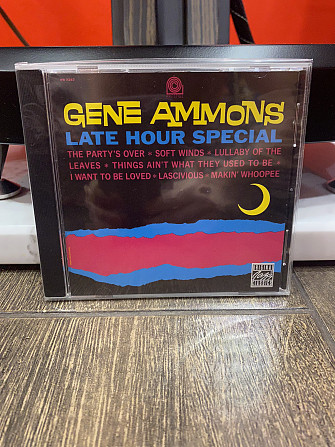 GENE AMMONS
LATE HOUR SPECIAL
THE PARTY'S OVER * SOFT WINDS * LULLABY OF THE
LEAVES * THINGS AIN'T WHAT THEY USED TO BE *
I WANT TO BE LOVED * LASCIVIOUS * MAKIN' WHOOPEE